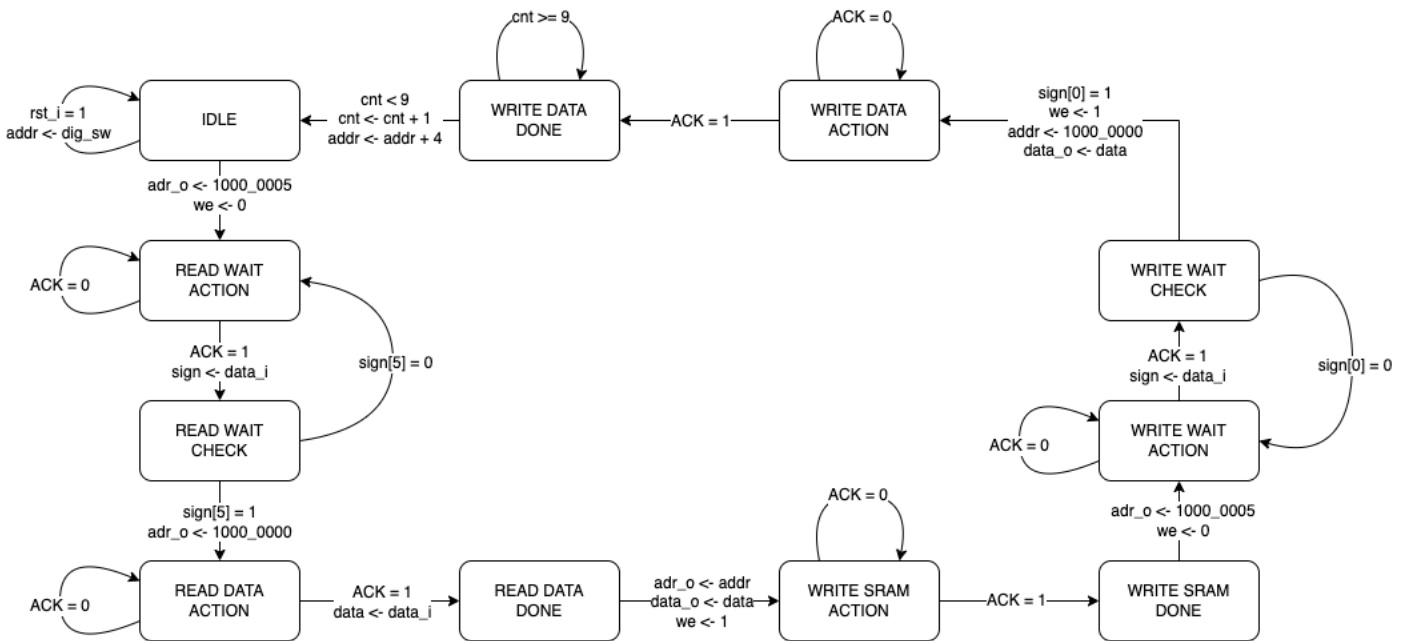 cnt >= 9
ACK = 0
rst_i = 1
addr <- dig_sw
IDLE
cnt < 9
cnt <- cnt + 1
addr <- addr + 4
WRITE DATA
DONE
ACK = 1
WRITE DATA
ACTION
sign[0] = 1
we <- 1
addr <- 1000_0000
data_o <- data
adr_o <- 1000_0005
we <- 0
ACK = 0
READ WAIT
ACTION
WRITE WAIT
CHECK
ACK = 1
sign <- data_i
sign[5] = 0
ACK = 1
sign <- data_i
sign[0] = 0
READ WAIT
CHECK
ACK = 0
WRITE WAIT
ACTION
sign[5] = 1
adr_o <- 1000_0000
ACK = 0
adr_o <- 1000_0005
we <- 0
ACK = 0
READ DATA
ACTION
ACK = 1
data <- data_i
READ DATA
DONE
adr_o <- addr
data_o <- data
we <- 1
WRITE SRAM
ACTION
ACK = 1
WRITE SRAM
DONE